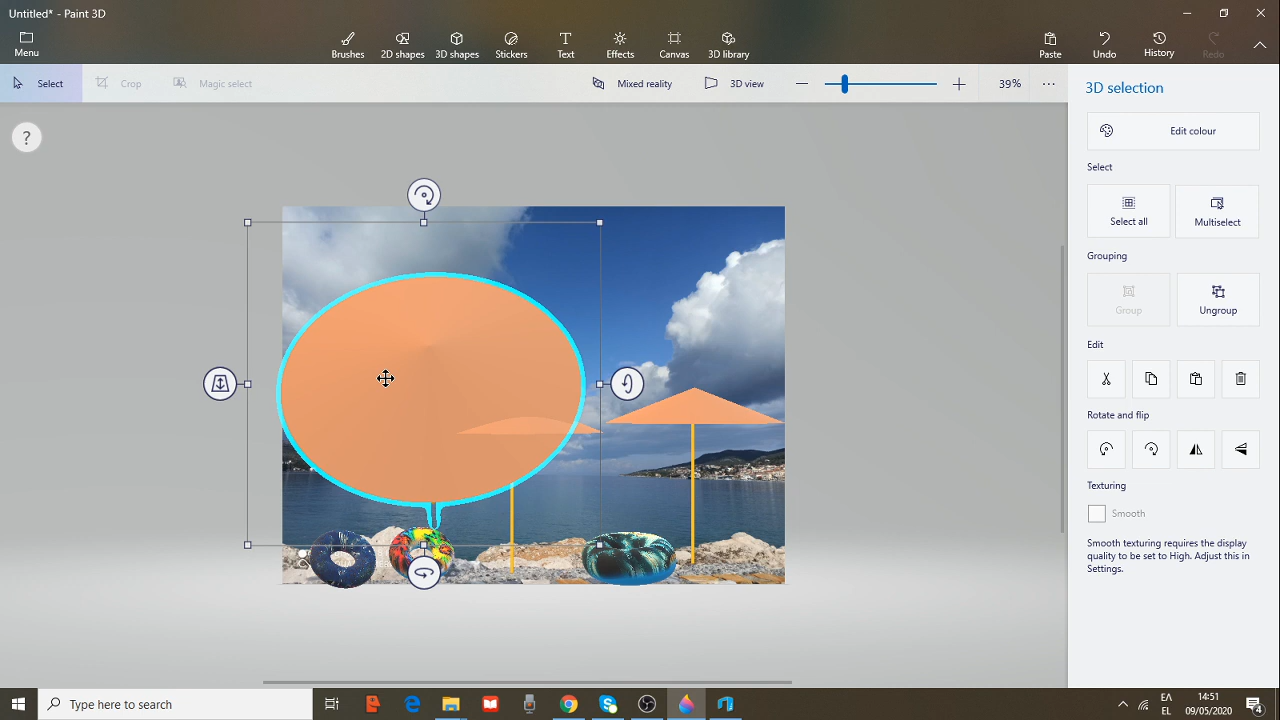 Untitled* - Paint 3D
Menu
Brushes
2D shapes
3D shapes
Stickers
Text
Effects
Canvas
3D library
Paste
Undo
History
Redo
Select
Crop
Magic select
Mixed reality
3D view
39%
?
3D selection
Edit colour
Select
Select all
Multiselect
Grouping
Group
Ungroup
Edit
Rotate and flip
Texturing
Smooth
Smooth texturing requires the display
quality to be set to High. Adjust this in
Settings.
Type here to search
ΕΛ
EL
14:51
09/05/2020
4